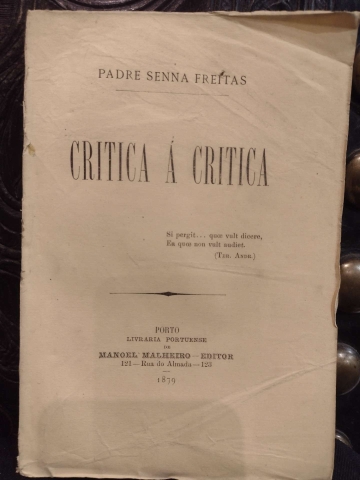 PADRE SENNA FREITAS
CRITICA Á CRITICA
Si pergit... quæ volt dicere,
Ea quæ non vult audiet.
(Ter. Andr.)
PORTO
LIVRARIA PORTUENSE
DE
MANOEL MALHEIRO—EDITOR
121—Rua do Almada—123
1879